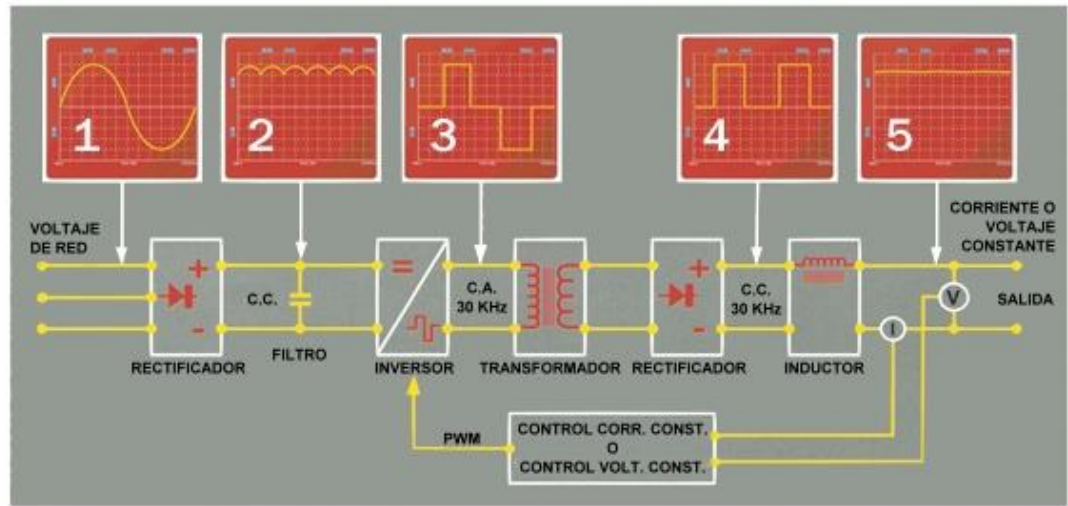 1
2
3
4
5
VOLTAJE
DE RED
CORRIENTE O
VOLTAJE
CONSTANTE
+
-
C.C.
=
C.A.
30 KHz
+
-
C.C.
30 KHz
V
I
SALIDA
RECTIFICADOR
FILTRO
INVERSOR
TRANSFORMADOR
RECTIFICADOR
INDUCTOR
PWM
CONTROL CORR. CONST.
O
CONTROL VOLT. CONST.